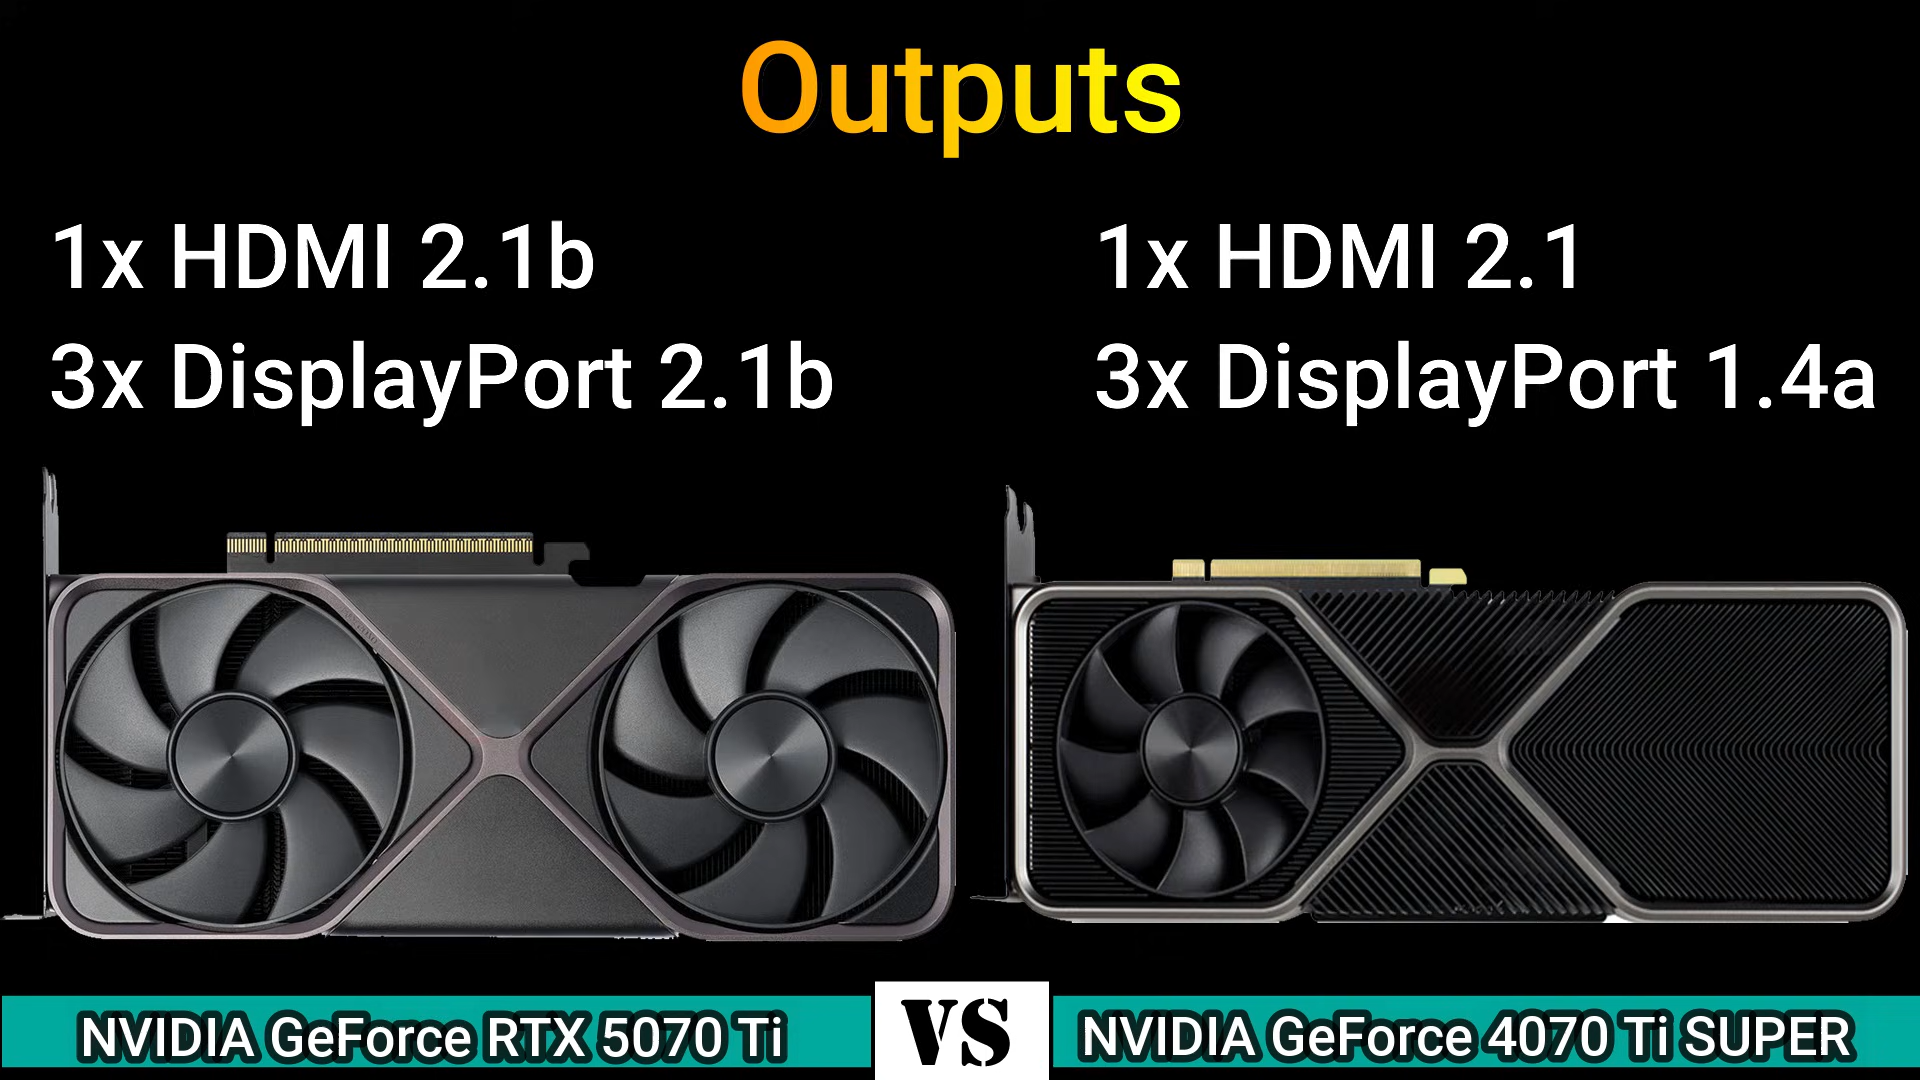 Outputs
1x HDMI 2.1b
3x DisplayPort 2.1b
1x HDMI 2.1
3x DisplayPort 1.4a
NVIDIA GeForce RTX 5070 Ti
VS
NVIDIA GeForce 4070 Ti SUPER